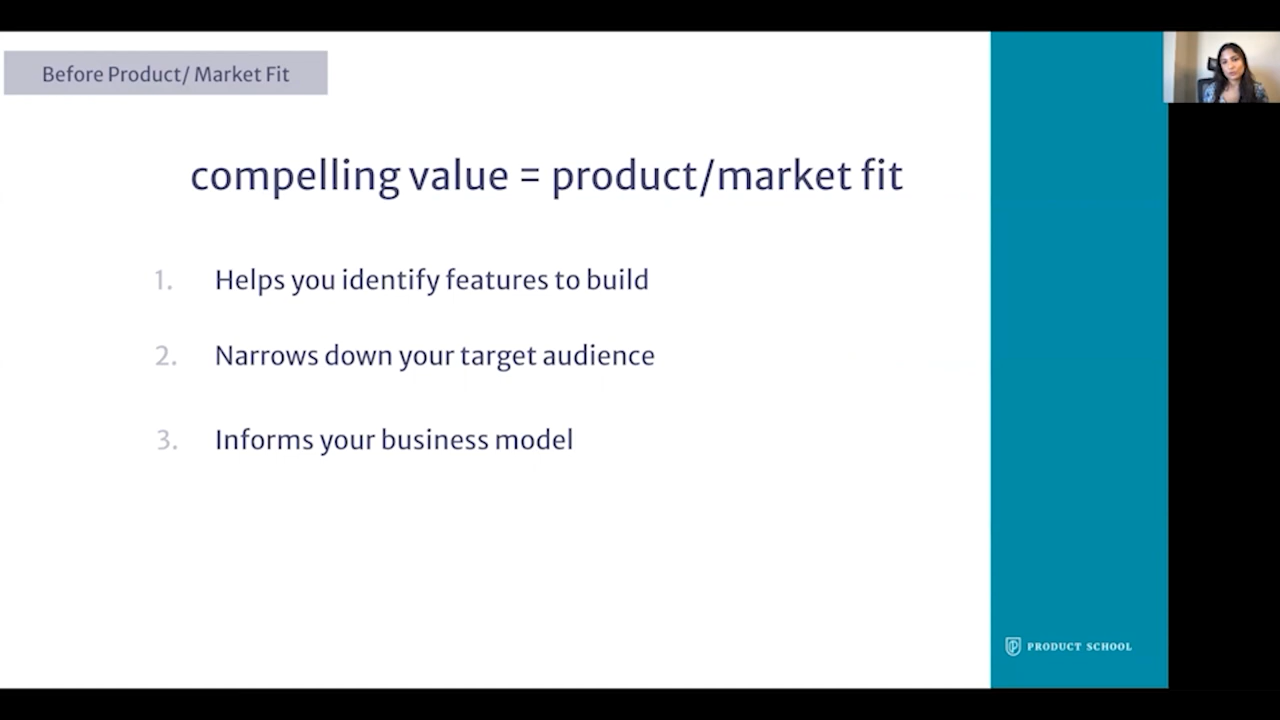 Before Product/ Market Fit
compelling value = product/market fit
1. Helps you identify features to build
2. Narrows down your target audience
3. Informs your business model
PRODUCT SCHOOL